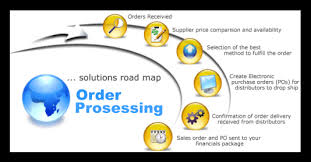 Orders Receivied
Supplier price comparsion and availability
Selection of the best
method to fulfill the order
... solutions road map
Order
Prosessing
Create Electronic
purchase orders (POs) for
distributors to drop ship
Confirmation of order
delivery received from
distributors
Sales order and PO sent to your
financials package